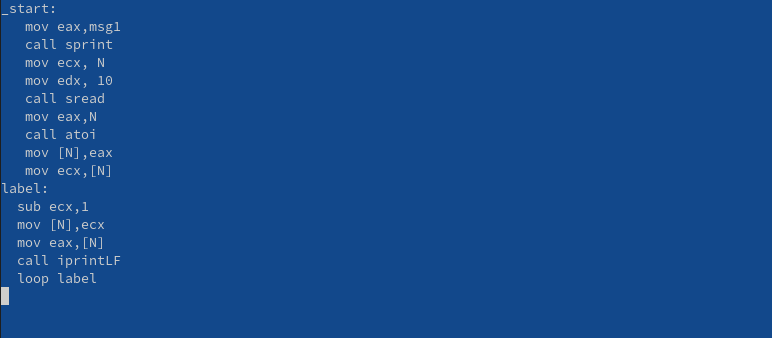 _start:
   mov eax,msg1
   call sprint
   mov ecx, N
   mov edx, 10
   call sread
   mov eax,N
   call atoi
   mov [N],eax
   mov ecx,[N]
label:
  sub ecx,1
  mov [N],ecx
  mov eax,[N]
  call iprintLF
  loop label